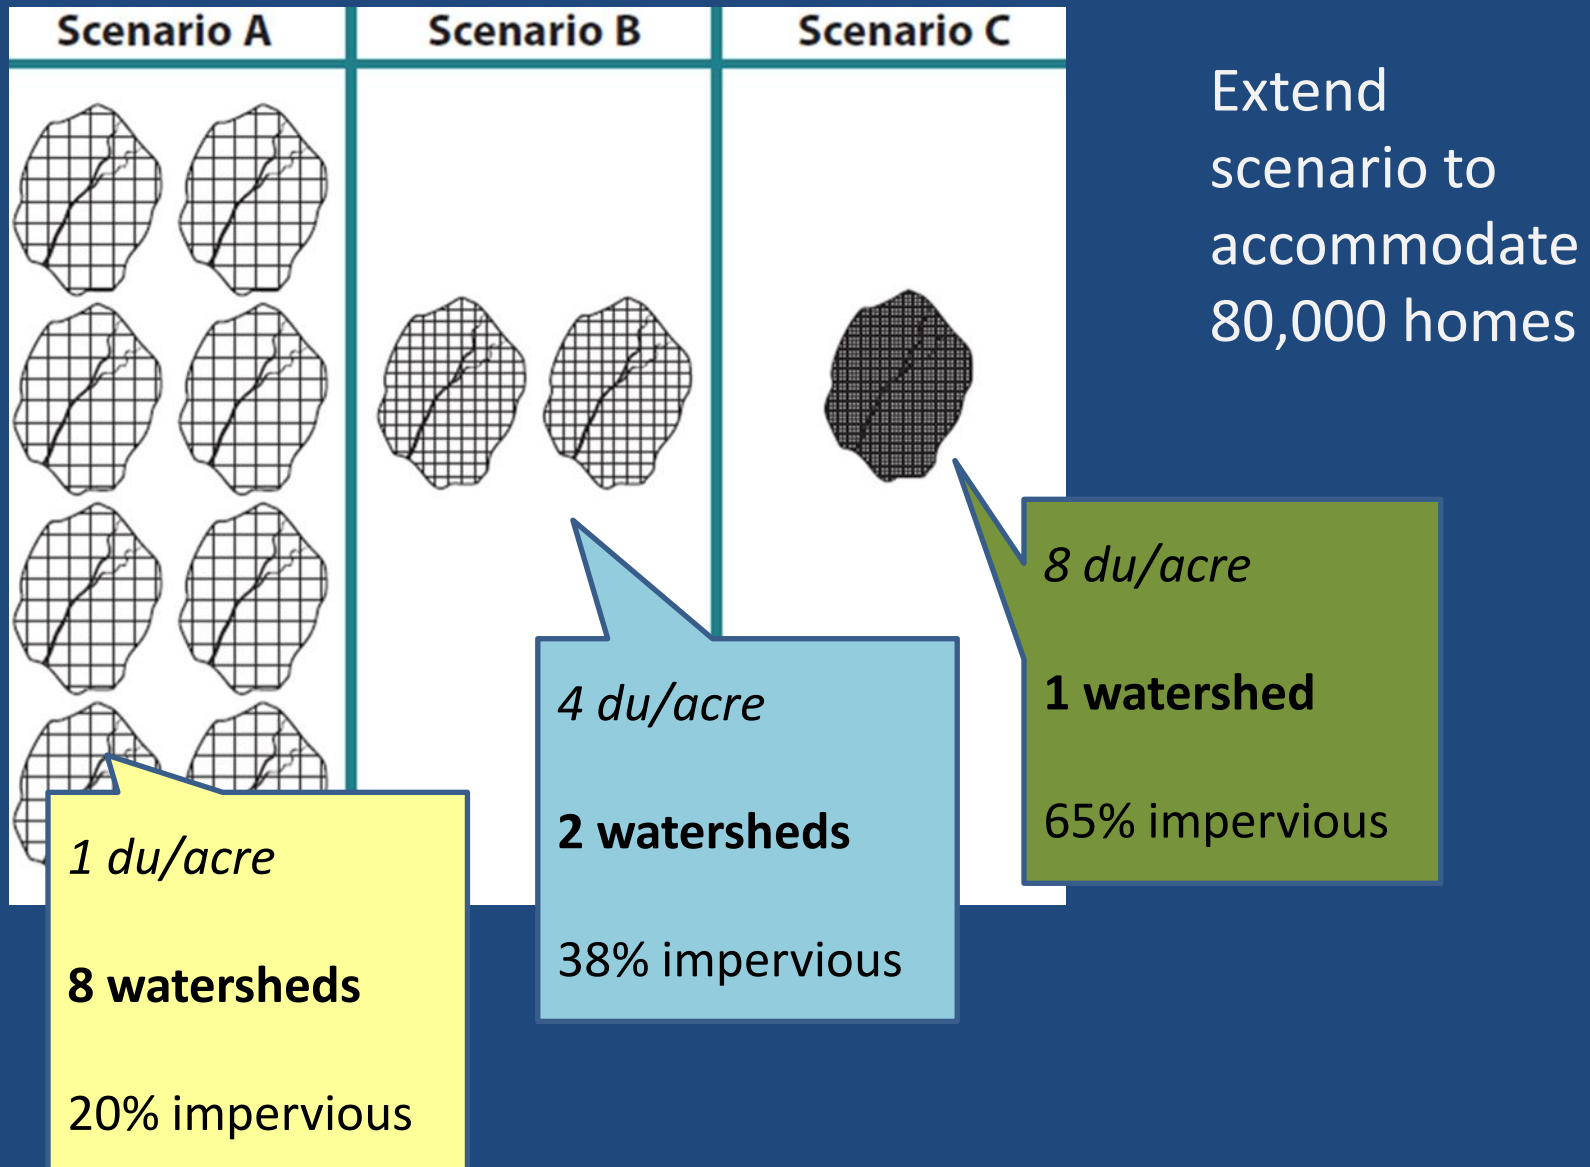 Scenario A
Scenario B
Scenario C
Extend
scenario to
accommodate
80,000 homes
1 du/acre
8 watersheds
20% impervious
4 du/acre
2 watersheds
38% impervious
8 du/acre
1 watershed
65% impervious